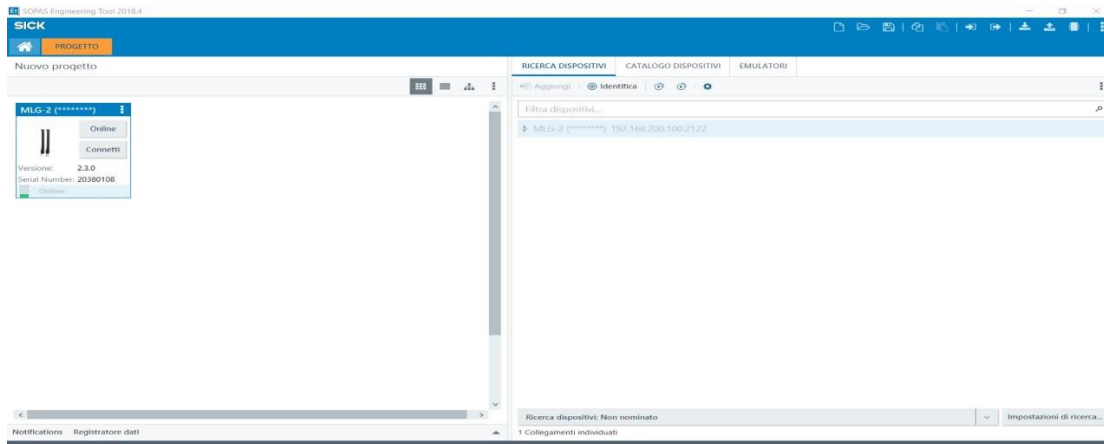 SOPAS Engineering Tool 2018.4
SICK
PROGETTO
Nuovo progetto
MLG-2 (********)
Online
Connetti
Versione: 2.3.0
Serial Number: 20380108
Online
Notifications Registratore dati
RICERCA DISPOSITIVI CATALOGO DISPOSITIVI EMULATORI
Aggiungi Identifica
Filtra dispositivi...
MLG-2 (********) 192.168.200.100:2122
Ricerca dispositivi: Non nominato
Impostazioni di ricerca...
1 Collegamenti individuati